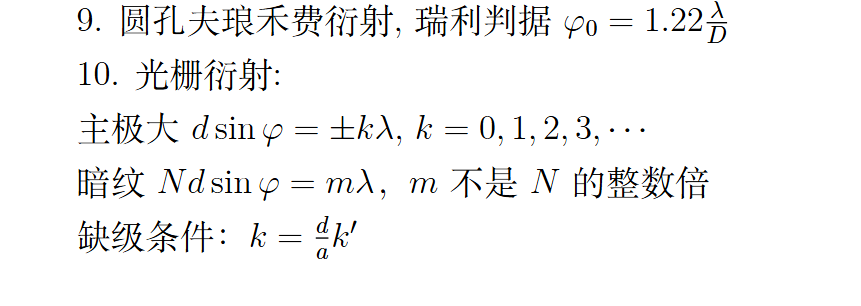 9. 圆孔夫琅禾费衍射, 瑞利判据 φ₀ = 1.22 λ/D
10. 光栅衍射:
主极大 d sin φ = ±kλ, k = 0, 1, 2, 3, ⋯
暗纹 Nd sin φ = mλ, m 不是 N 的整数倍
缺级条件: k = d/a k′